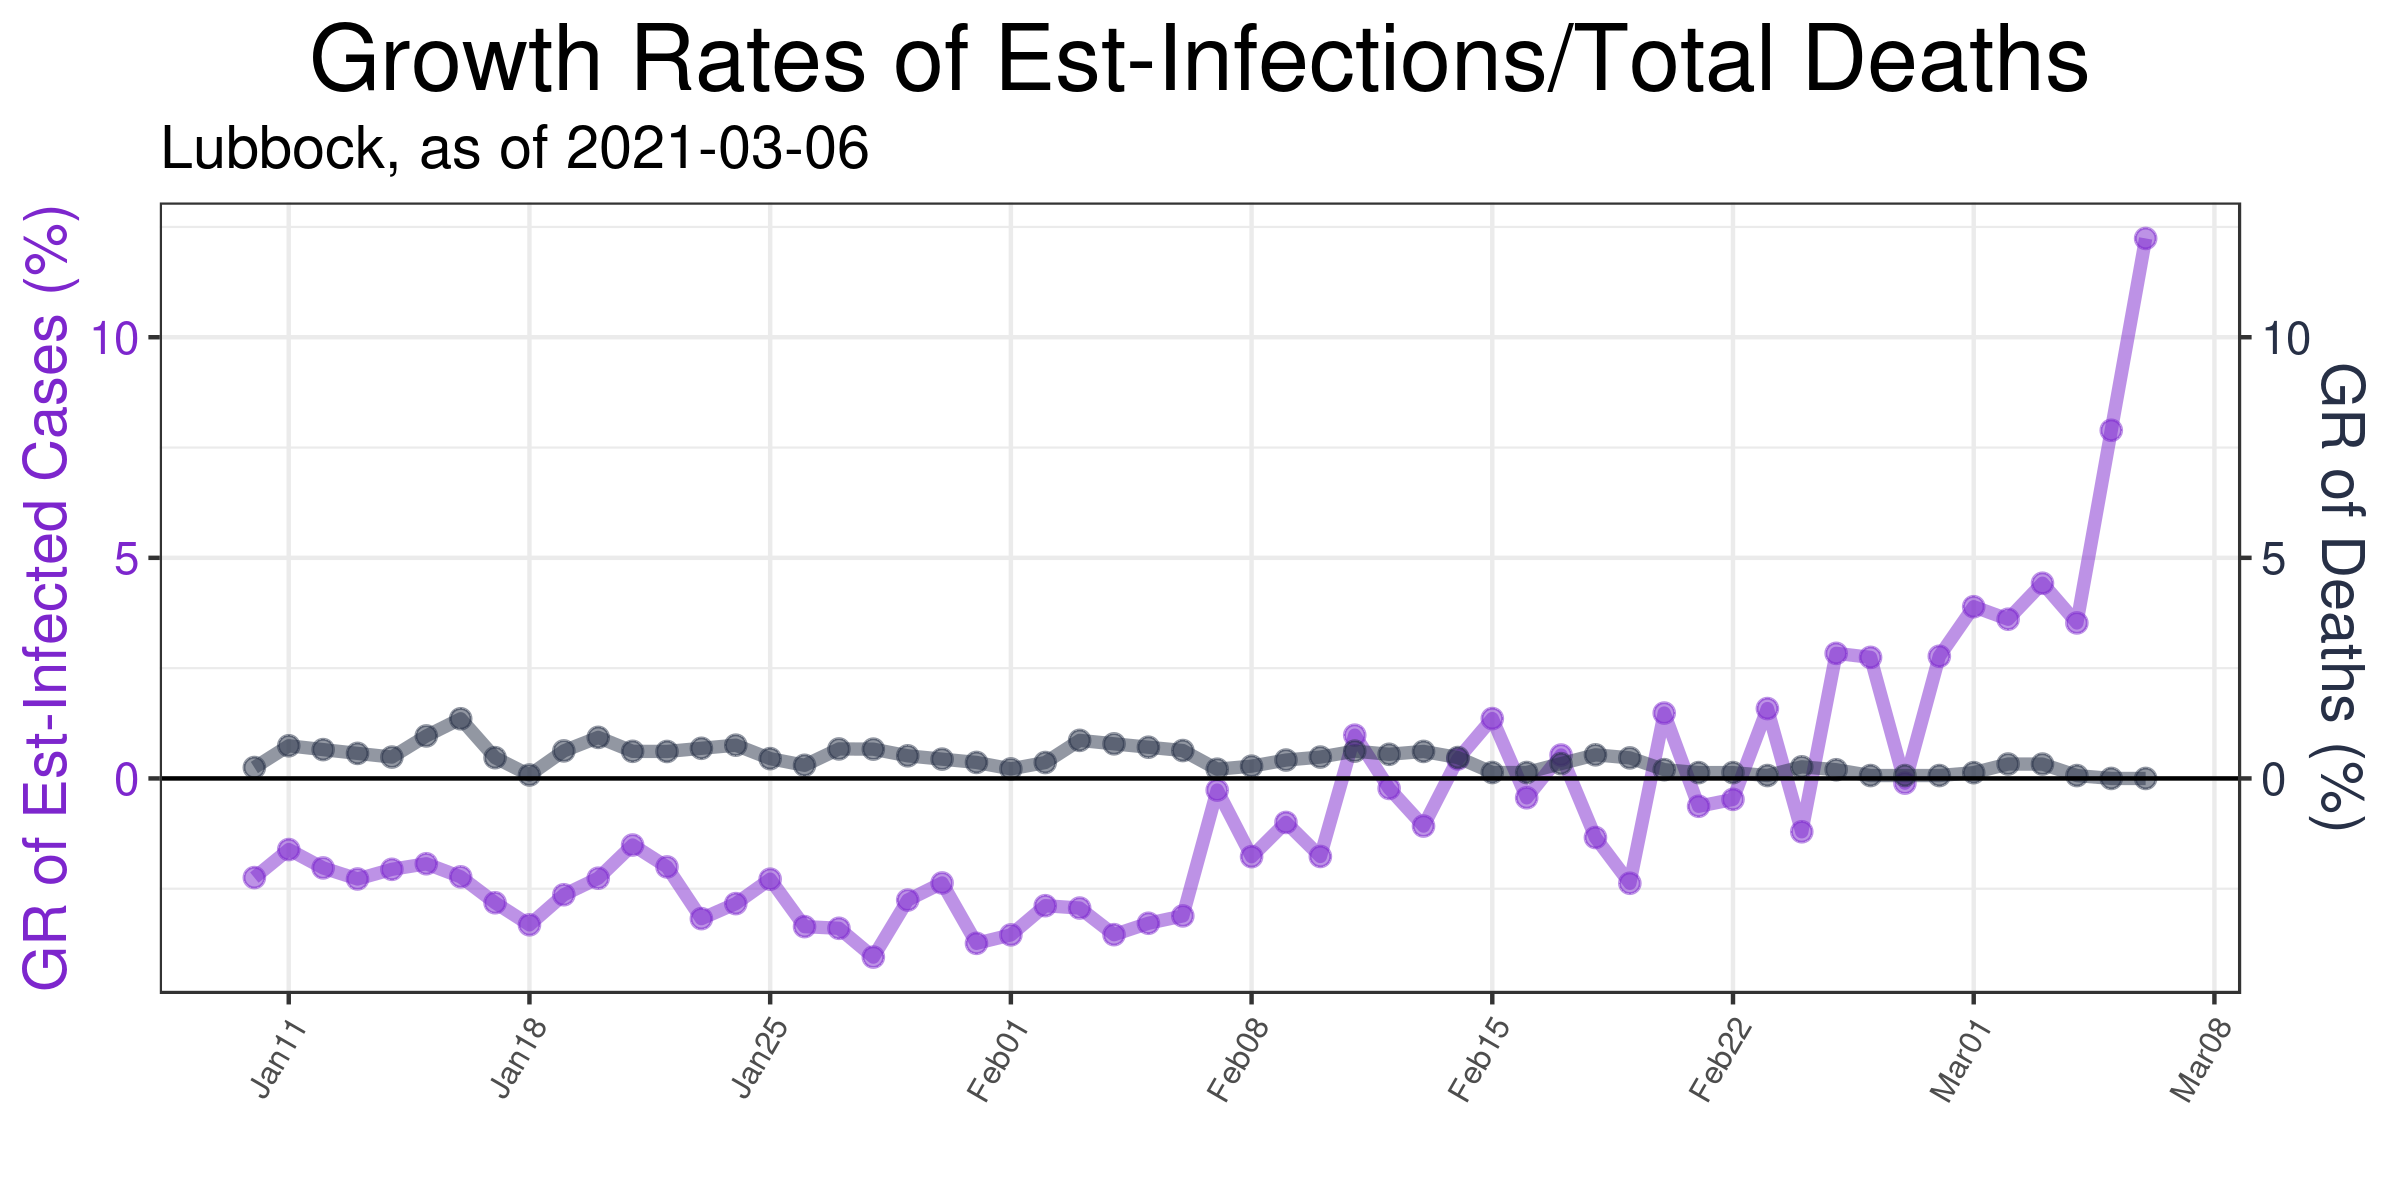 Growth Rates of Est-Infections/Total Deaths
Lubbock, as of 2021-03-06
GR of Est-Infected Cases (%)
10
5
0
10
5
0
GR of Deaths (%)
Jan11
Jan18
Jan25
Feb01
Feb08
Feb15
Feb22
Mar01
Mar08